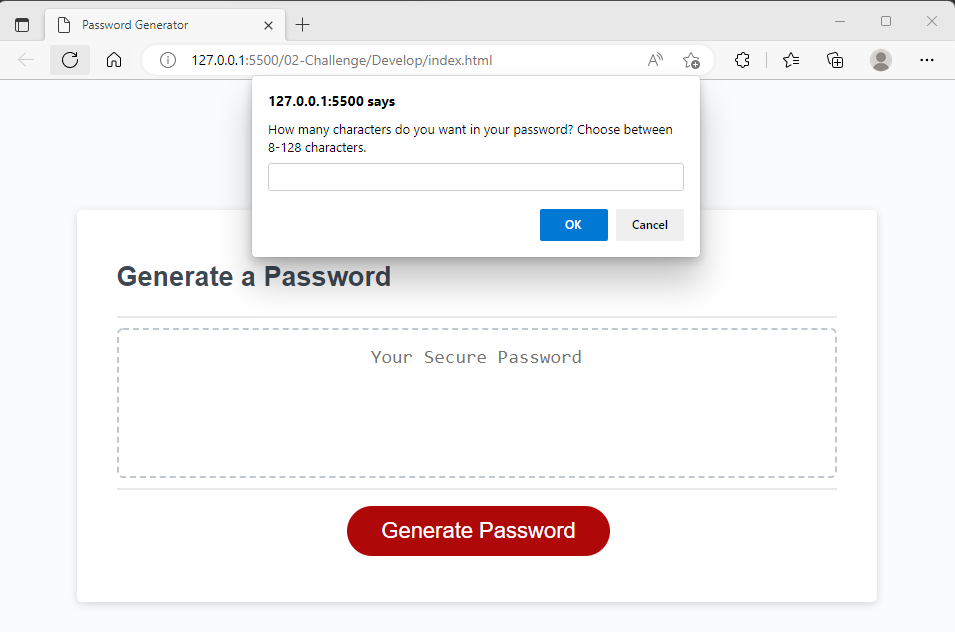 Password Generator
127.0.0.1:5500/02-Challenge/Develop/index.html
127.0.0.1:5500 says
How many characters do you want in your password? Choose between
8-128 characters.
OK Cancel
Generate a Password
Your Secure Password
Generate Password